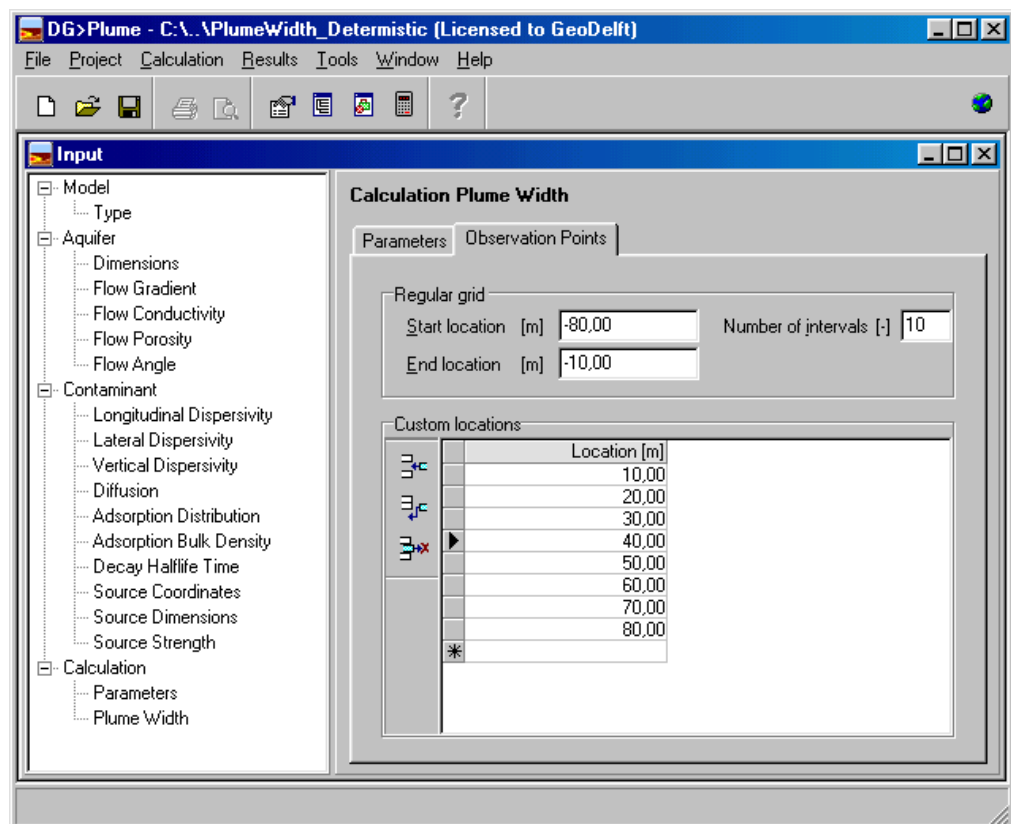 DG>Plume - C:\..\PlumeWidth_Determistic (Licensed to GeoDelft)
File Project Calculation Results Tools Window Help
Input
Model
Type
Aquifer
Dimensions
Flow Gradient
Flow Conductivity
Flow Porosity
Flow Angle
Contaminant
Longitudinal Dispersivity
Lateral Dispersivity
Vertical Dispersivity
Diffusion
Adsorption Distribution
Adsorption Bulk Density
Decay Halflife Time
Source Coordinates
Source Dimensions
Source Strength
Calculation
Parameters
Plume Width
Calculation Plume Width
Parameters Observation Points
Regular grid
Start location [m] -80,00 Number of intervals [-] 10
End location [m] -10,00
Custom locations
Location [m]
10,00
20,00
30,00
40,00
50,00
60,00
70,00
80,00